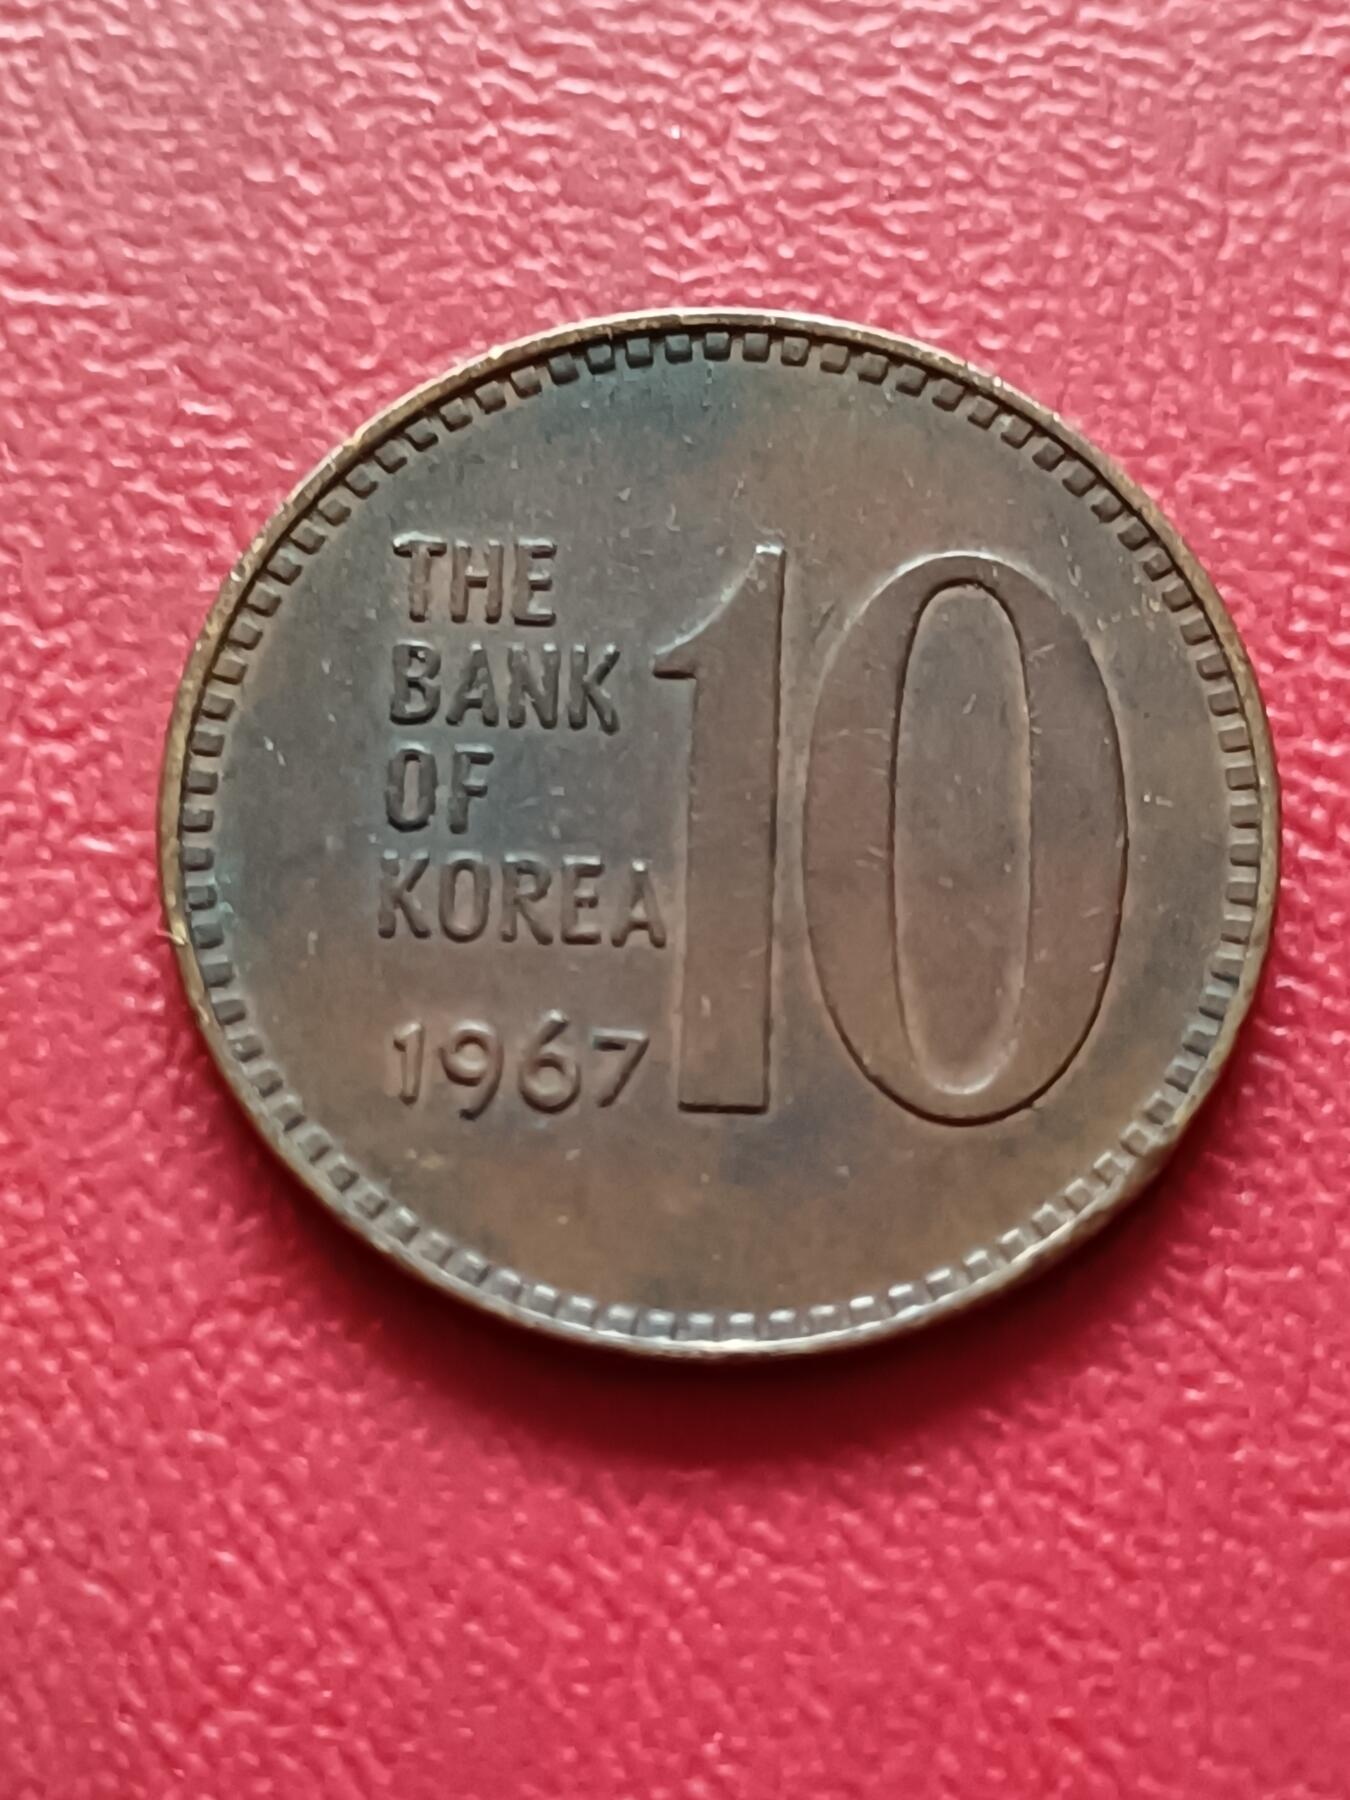 THE
BANK
OF
KOREA
1967
10